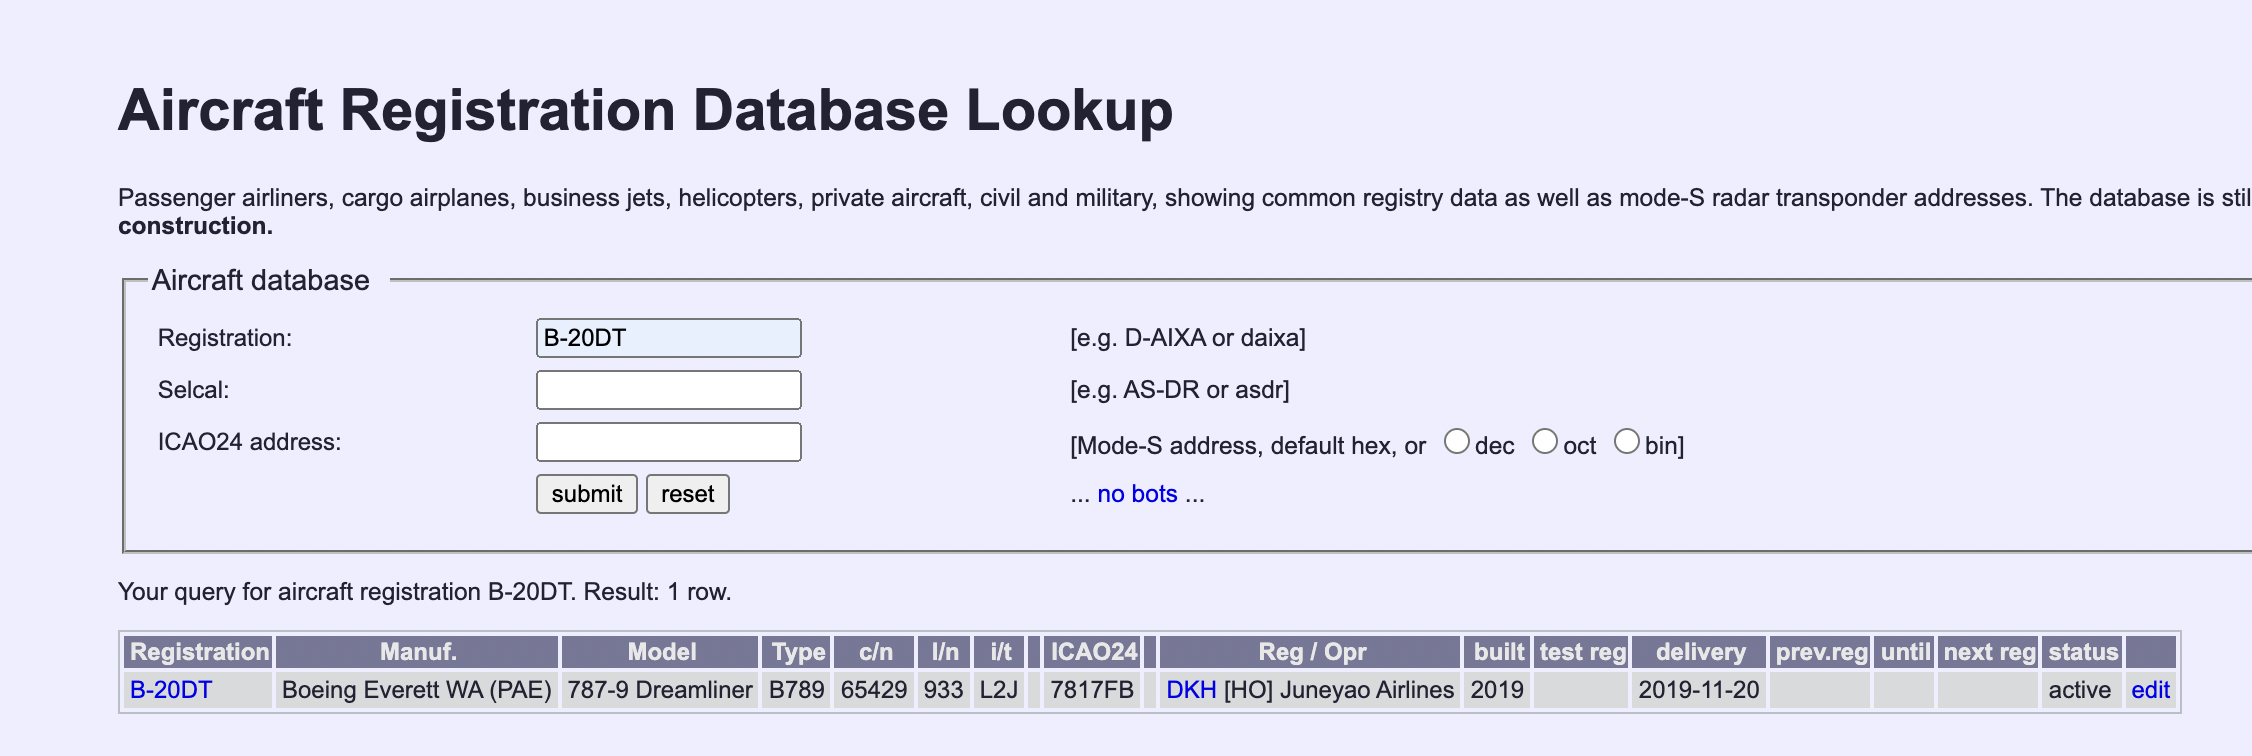 Aircraft Registration Database Lookup
Passenger airliners, cargo airplanes, business jets, helicopters, private aircraft, civil and military, showing common registry data as well as mode-S radar transponder addresses. The database is
construction.
Aircraft database
Registration: B-20DT [e.g. D-AIXA or daixa]
Selcal: [e.g. AS-DR or asdr]
ICAO24 address: [Mode-S address, default hex, or dec oct bin]
submit reset ... no bots ...
Your query for aircraft registration B-20DT. Result: 1 row.
Registration Manuf. Model Type c/n l/n i/t ICAO24 Reg / Opr built test reg delivery prev.reg until next reg status
B-20DT Boeing Everett WA (PAE) 787-9 Dreamliner B789 65429 933 L2J 7817FB DKH [HO] Juneyao Airlines 2019 2019-11-20 active edit